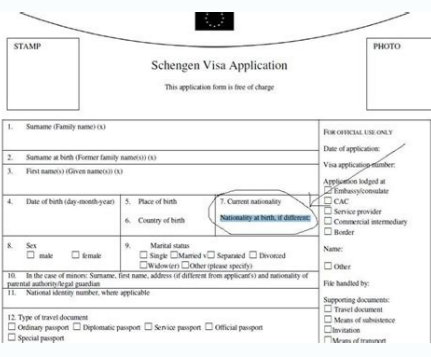 STAMP
PHOTO
Schengen Visa Application
This application form is free of charge
1. Surname (Family name) (x)
2. Surname at birth (Former family name(s)) (x)
3. First name(s) (Given name(s)) (x)
4. Date of birth (day-month-year)
5. Place of birth
6. Country of birth
7. Current nationality
Nationality at birth, if different:
8. Sex
☐ male ☐ female
9. Marital status
☐ Single ☐ Married ☐ Separated ☐ Divorced
☐ Widow(er) ☐ Other (please specify)
10. In the case of minors: Surname, first name, address (if different from applicant's) and nationality of
parental authority/legal guardian
11. National identity number, where applicable
12. Type of travel document
☐ Ordinary passport ☐ Diplomatic passport ☐ Service passport ☐ Official passport
☐ Special passport
FOR OFFICIAL USE ONLY
Date of application:
Visa application number:
Application lodged at
☐ Embassy/consulate
☐ CAC
☐ Service provider
☐ Commercial intermediary
☐ Border
Name:
☐ Other
File handled by:
Supporting documents:
☐ Travel document
☐ Means of subsistence
☐ Invitation
☐ Means of transport